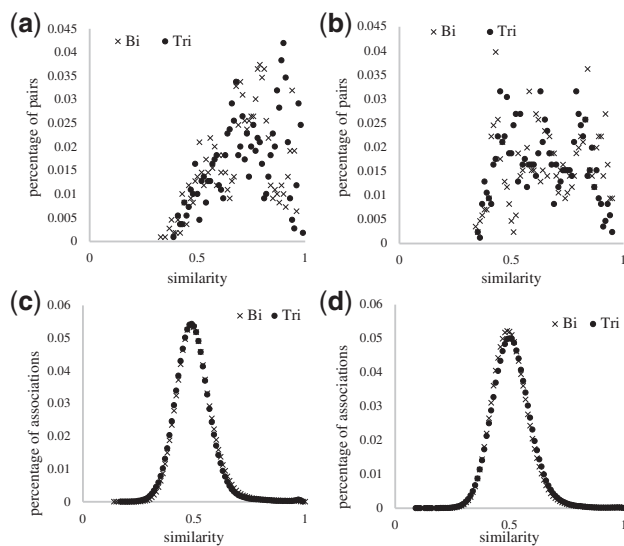 (a)
× Bi ● Tri
0.045
0.04
0.035
0.03
0.025
0.02
0.015
0.01
0.005
0
percentage of pairs
0 0.5 1
similarity
(b)
× Bi ● Tri
0.045
0.04
0.035
0.03
0.025
0.02
0.015
0.01
0.005
0
percentage of pairs
0 0.5 1
similarity
(c)
× Bi ● Tri
0.06
0.05
0.04
0.03
0.02
0.01
0
percentage of associations
0 0.5 1
similarity
(d)
× Bi ● Tri
0.06
0.05
0.04
0.03
0.02
0.01
0
percentage of associations
0 0.5 1
similarity